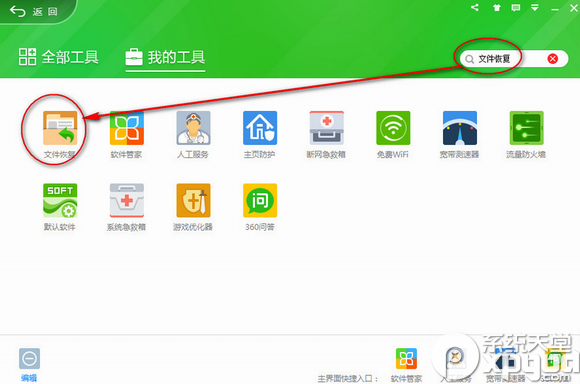 返回
全部工具
我的工具
文件恢复
文件恢复
软件管家
人工服务
主页防护
断网急救箱
免费WiFi
宽带测速器
流量防火墙
SOFT
默认软件
系统急救箱
游戏优化器
问
360问答
编辑
主界面快捷入口：
软件管家
人工服务
宽带测速器
系统天堂